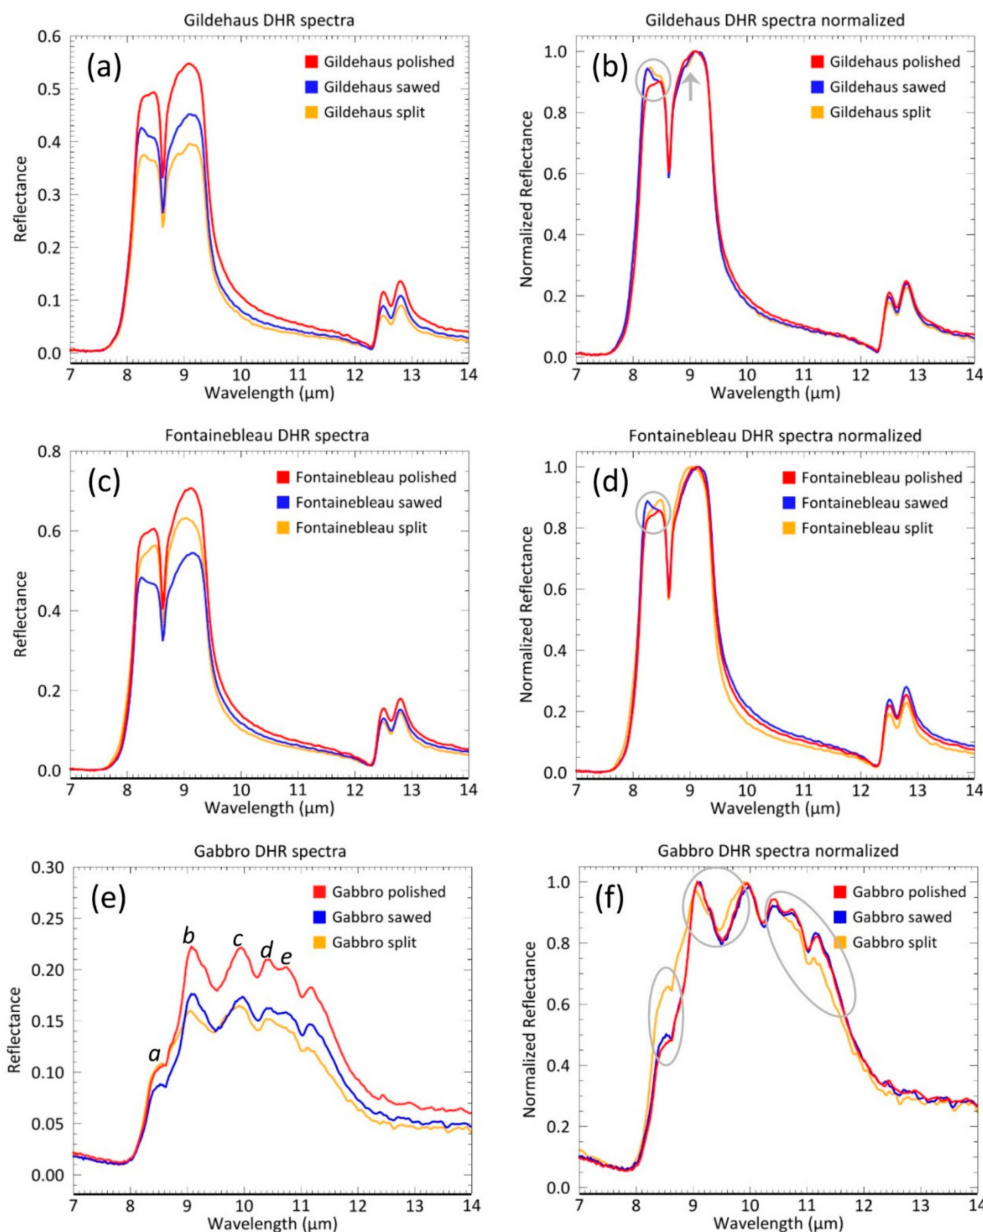 Gildehaus DHR spectra
(a)
Gildehaus polished
Gildehaus sawed
Gildehaus split
Reflectance
0.6
0.5
0.4
0.3
0.2
0.1
0.0
7 8 9 10 11 12 13 14
Wavelength (µm)
Gildehaus DHR spectra normalized
(b)
Gildehaus polished
Gildehaus sawed
Gildehaus split
Normalized Reflectance
1.0
0.8
0.6
0.4
0.2
0.0
7 8 9 10 11 12 13 14
Wavelength (µm)
Fontainebleau DHR spectra
(c)
Fontainebleau polished
Fontainebleau sawed
Fontainebleau split
Reflectance
0.8
0.6
0.4
0.2
0.0
7 8 9 10 11 12 13 14
Wavelength (µm)
Fontainebleau DHR spectra normalized
(d)
Fontainebleau polished
Fontainebleau sawed
Fontainebleau split
Normalized Reflectance
1.0
0.8
0.6
0.4
0.2
0.0
7 8 9 10 11 12 13 14
Wavelength (µm)
Gabbro DHR spectra
(e)
Gabbro polished
Gabbro sawed
Gabbro split
a
b
c
d
e
Reflectance
0.30
0.25
0.20
0.15
0.10
0.05
0.00
7 8 9 10 11 12 13 14
Wavelength (µm)
Gabbro DHR spectra normalized
(f)
Gabbro polished
Gabbro sawed
Gabbro split
Normalized Reflectance
1.0
0.8
0.6
0.4
0.2
0.0
7 8 9 10 11 12 13 14
Wavelength (µm)